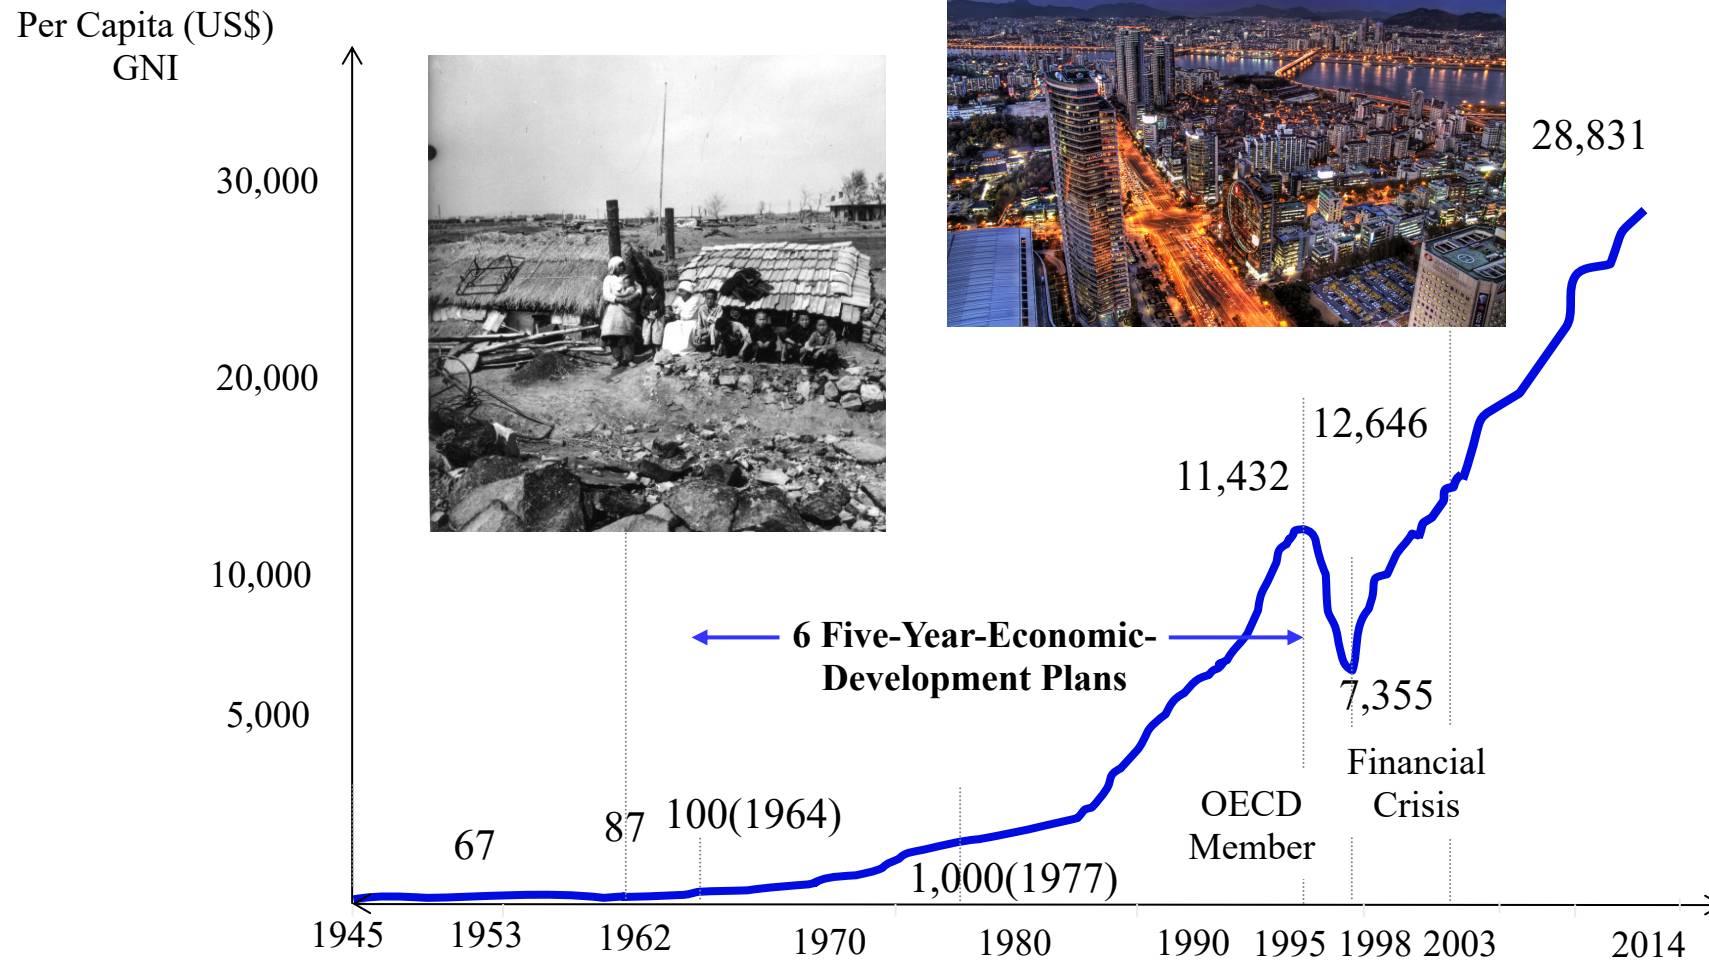 Per Capita (US$)
GNI
30,000
20,000
10,000
5,000
28,831
12,646
11,432
6 Five-Year-Economic-
Development Plans
7,355
Financial
Crisis
OECD
Member
67
87
100(1964)
1,000(1977)
1945
1953
1962
1970
1980
1990
1995
1998
2003
2014